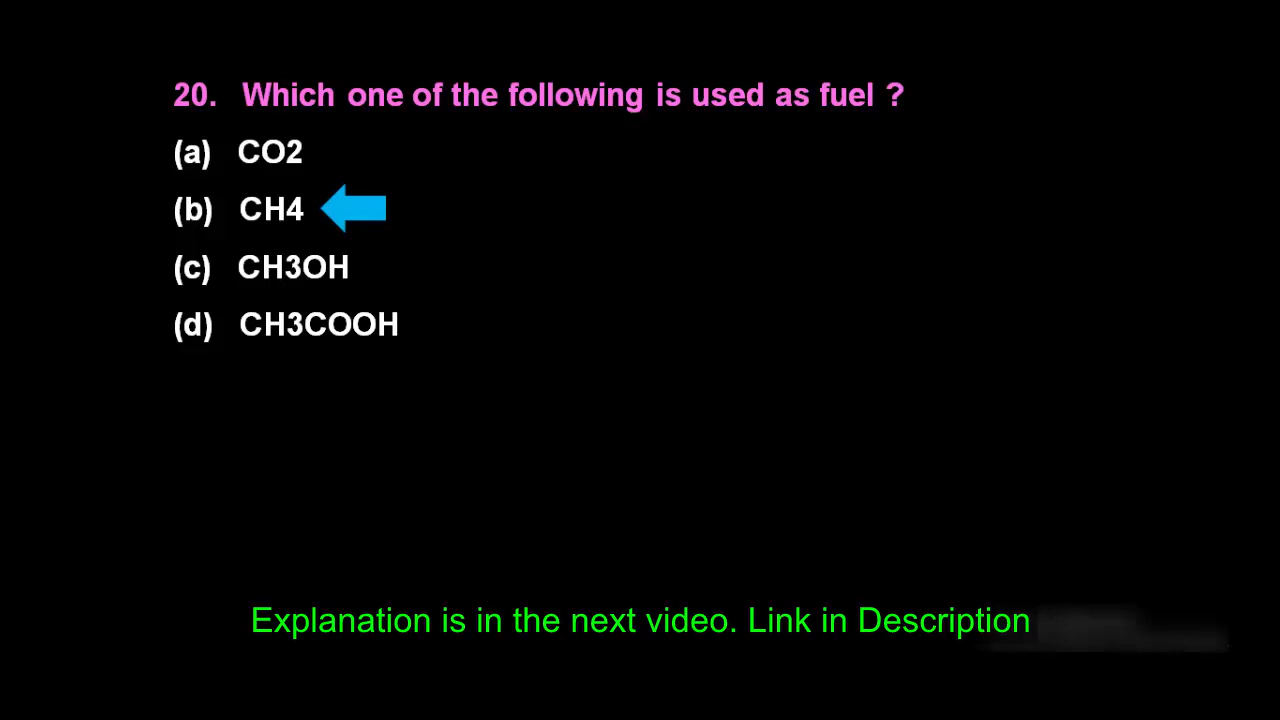 20. Which one of the following is used as fuel ?
(a) CO2
(b) CH4
(c) CH3OH
(d) CH3COOH
Explanation is in the next video. Link in Description